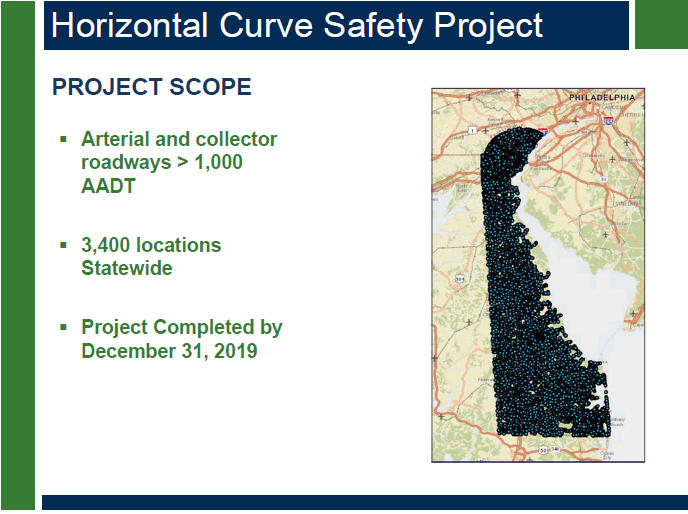 Horizontal Curve Safety Project
PROJECT SCOPE
▪ Arterial and collector
roadways > 1,000
AADT
▪ 3,400 locations
Statewide
▪ Project Completed by
December 31, 2019
PHILADELPHIA